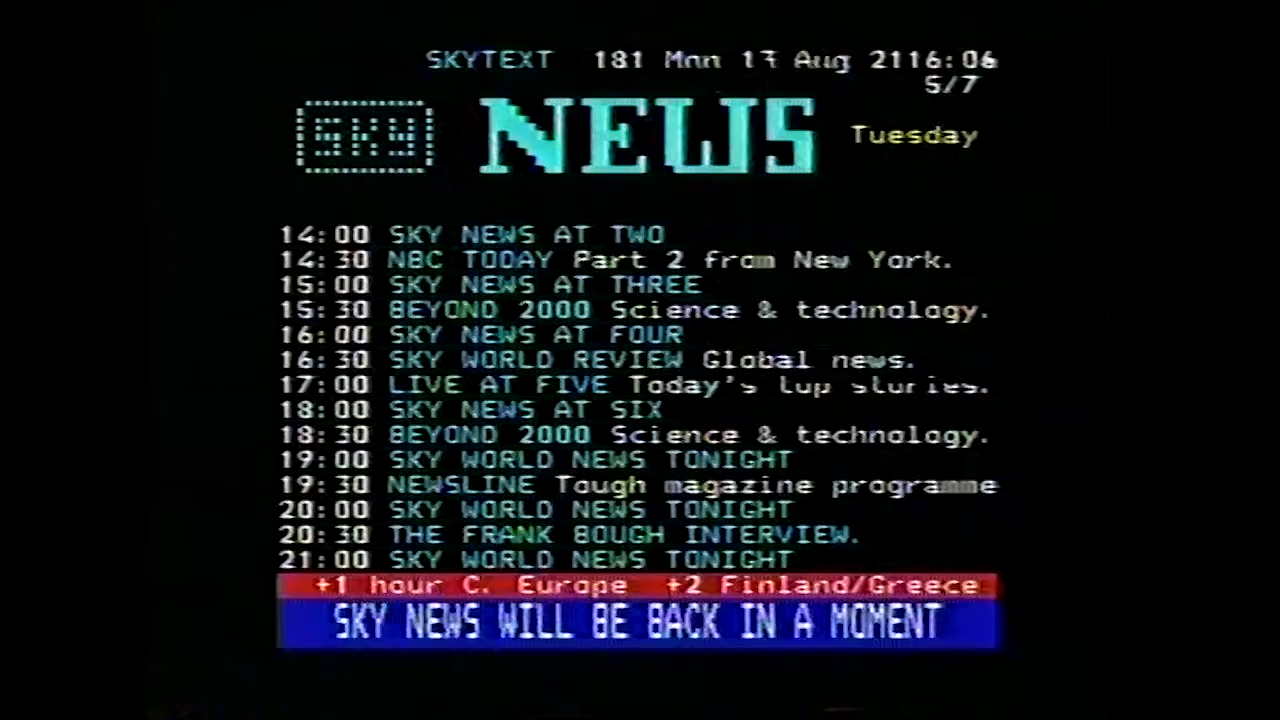 SKYTEXT 181 Mon 13 Aug 2116:06
5/7
SKY NEWS Tuesday
14:00 SKY NEWS AT TWO
14:30 NBC TODAY Part 2 from New York.
15:00 SKY NEWS AT THREE
15:30 BEYOND 2000 Science & technology.
16:00 SKY NEWS AT FOUR
16:30 SKY WORLD REVIEW Global news.
17:00 LIVE AT FIVE Today's top stories.
18:00 SKY NEWS AT SIX
18:30 BEYOND 2000 Science & technology.
19:00 SKY WORLD NEWS TONIGHT
19:30 NEWSLINE Tough magazine programme
20:00 SKY WORLD NEWS TONIGHT
20:30 THE FRANK BOUGH INTERVIEW.
21:00 SKY WORLD NEWS TONIGHT
+1 hour C. Europe +2 Finland/Greece
SKY NEWS WILL BE BACK IN A MOMENT